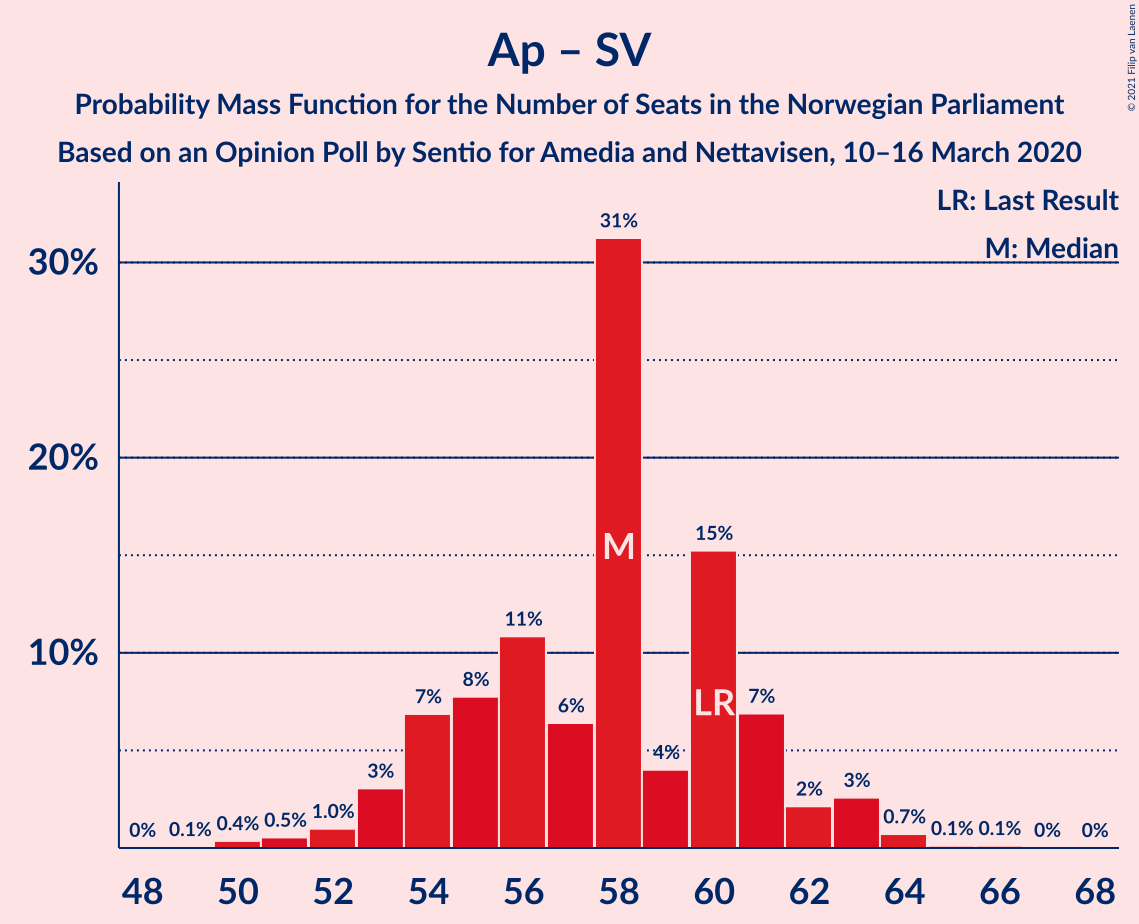 Ap – SV
Probability Mass Function for the Number of Seats in the Norwegian Parliament
Based on an Opinion Poll by Sentio for Amedia and Nettavisen, 10–16 March 2020
© 2021 Filip van Laenen
LR: Last Result
M: Median
30%
20%
10%
0% 0.1% 0.4% 0.5% 1.0% 3% 7% 8% 11% 6% 31% 4% 15% 7% 2% 3% 0.7% 0.1% 0.1% 0% 0%
M
LR
48 50 52 54 56 58 60 62 64 66 68